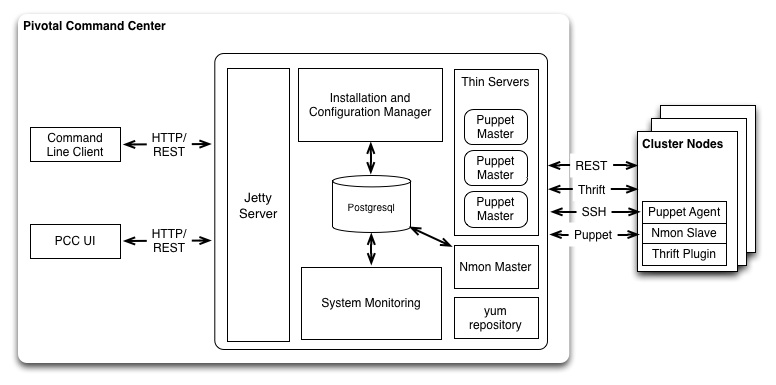 Pivotal Command Center
Command
Line Client
HTTP/
REST
PCC UI
HTTP/
REST
Jetty
Server
Installation and
Configuration Manager
Postgresql
System Monitoring
Thin Servers
Puppet
Master
Puppet
Master
Puppet
Master
Nmon Master
yum
repository
REST
Thrift
SSH
Puppet
Cluster Nodes
Puppet Agent
Nmon Slave
Thrift Plugin